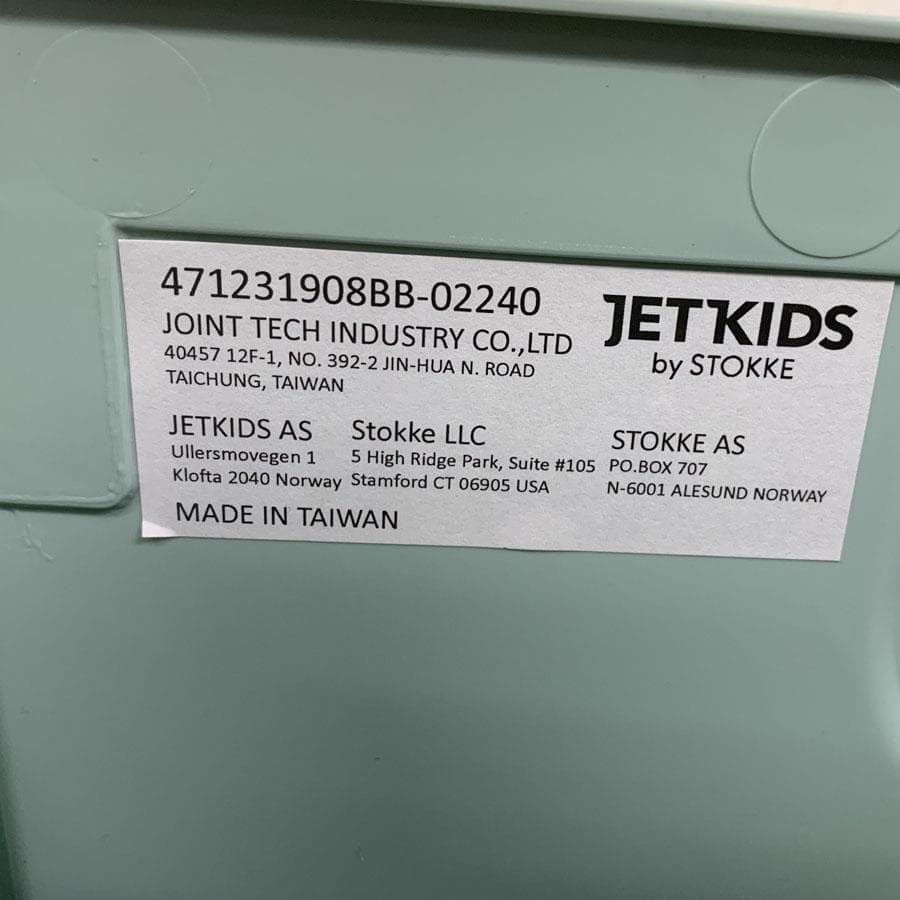 471231908BB-02240
JOINT TECH INDUSTRY CO.,LTD
40457 12F-1, NO. 392-2 JIN-HUA N. ROAD
TAICHUNG, TAIWAN
JETKIDS
by STOKKE
JETKIDS AS
Ullersmovegen 1
Klofta 2040 Norway
Stokke LLC
5 High Ridge Park, Suite #105
Stamford CT 06905 USA
STOKKE AS
PO.BOX 707
N-6001 ALESUND NORWAY
MADE IN TAIWAN